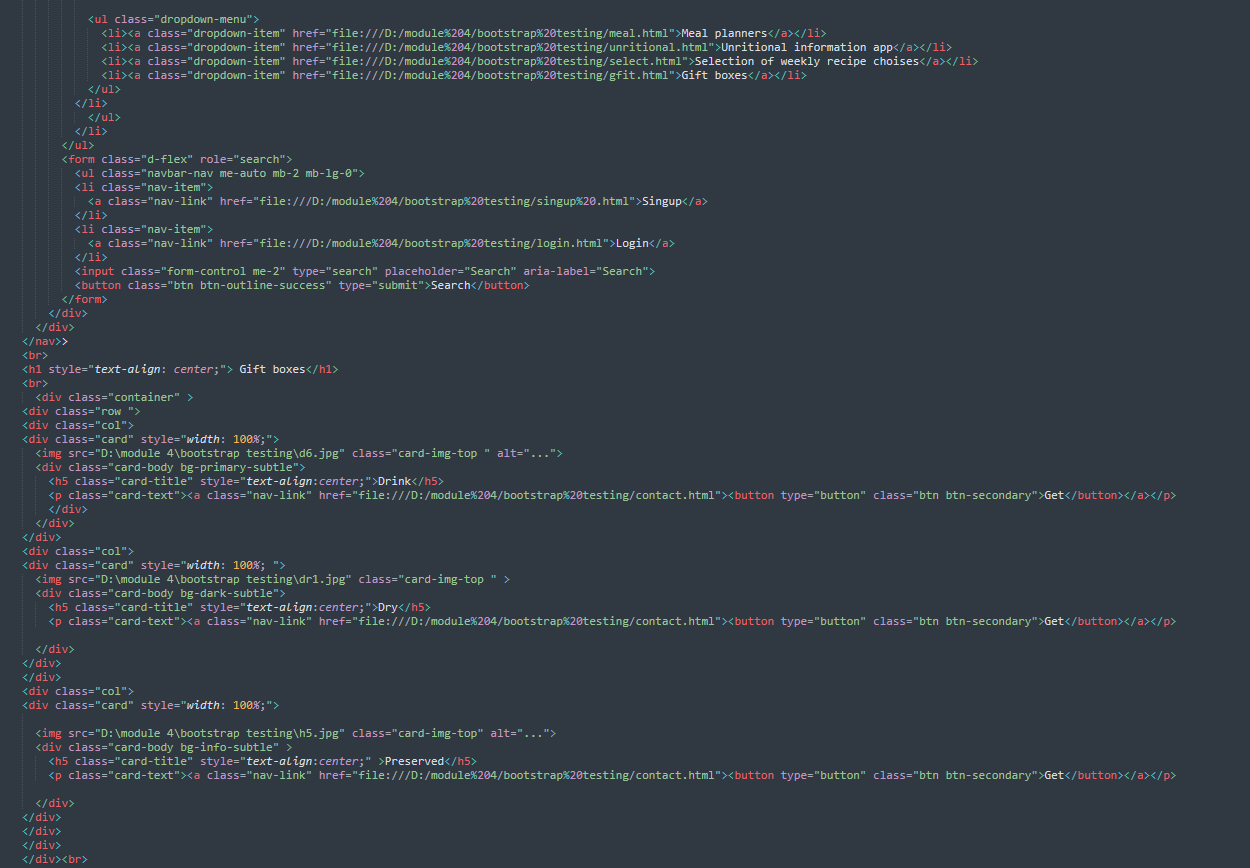 <ul class="dropdown-menu">
<li><a class="dropdown-item" href="file:///D:/module%204/bootstrap%20testing/meal.html">Meal planners</a></li>
<li><a class="dropdown-item" href="file:///D:/module%204/bootstrap%20testing/unritional.html">Unritional information app</a></li>
<li><a class="dropdown-item" href="file:///D:/module%204/bootstrap%20testing/select.html">Selection of weekly recipe choises</a></li>
<li><a class="dropdown-item" href="file:///D:/module%204/bootstrap%20testing/gfit.html">Gift boxes</a></li>
</ul>
</li>
</ul>
</li>
</ul>
<form class="d-flex" role="search">
<ul class="navbar-nav me-auto mb-2 mb-lg-0">
<li class="nav-item">
<a class="nav-link" href="file:///D:/module%204/bootstrap%20testing/singup%20.html">Singup</a>
</li>
<li class="nav-item">
<a class="nav-link" href="file:///D:/module%204/bootstrap%20testing/login.html">Login</a>
</li>
<input class="form-control me-2" type="search" placeholder="Search" aria-label="Search">
<button class="btn btn-outline-success" type="submit">Search</button>
</form>
</div>
</div>
</nav>>
<br>
<h1 style="text-align: center;"> Gift boxes</h1>
<br>
<div class="container" >
<div class="row ">
<div class="col">
<div class="card" style="width: 100%;">
<img src="D:\module 4\bootstrap testing\d6.jpg" class="card-img-top " alt="...">
<div class="card-body bg-primary-subtle">
<h5 class="card-title" style="text-align:center;">Drink</h5>
<p class="card-text"><a class="nav-link" href="file:///D:/module%204/bootstrap%20testing/contact.html"><button type="button" class="btn btn-secondary">Get</button></a></p>
</div>
</div>
</div>
<div class="col">
<div class="card" style="width: 100%; ">
<img src="D:\module 4\bootstrap testing\dr1.jpg" class="card-img-top " >
<div class="card-body bg-dark-subtle">
<h5 class="card-title" style="text-align:center;">Dry</h5>
<p class="card-text"><a class="nav-link" href="file:///D:/module%204/bootstrap%20testing/contact.html"><button type="button" class="btn btn-secondary">Get</button></a></p>
</div>
</div>
</div>
<div class="col">
<div class="card" style="width: 100%;">
<img src="D:\module 4\bootstrap testing\h5.jpg" class="card-img-top" alt="...">
<div class="card-body bg-info-subtle" >
<h5 class="card-title" style="text-align:center;" >Preserved</h5>
<p class="card-text"><a class="nav-link" href="file:///D:/module%204/bootstrap%20testing/contact.html"><button type="button" class="btn btn-secondary">Get</button></a></p>
</div>
</div>
</div>
</div>
</div><br>